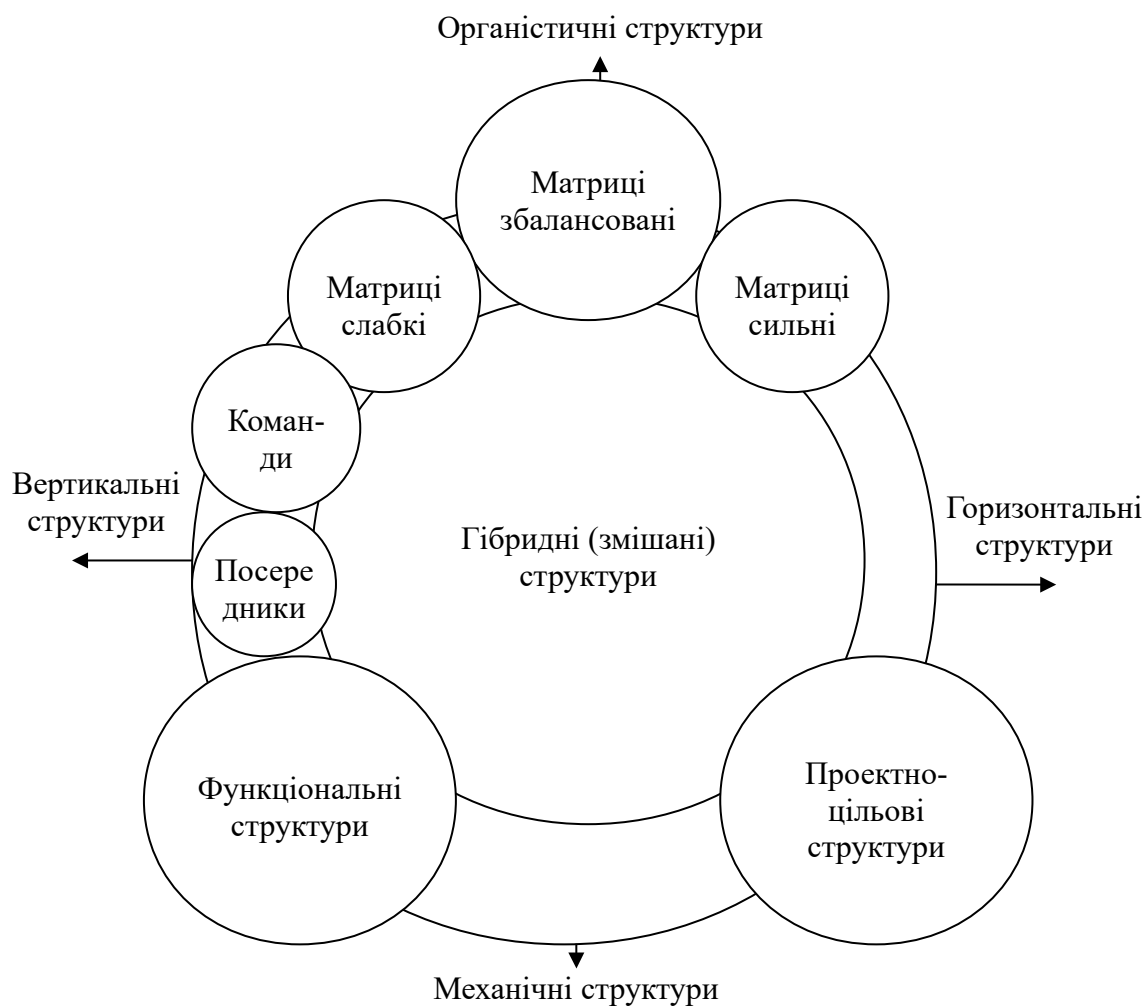 Органістичні структури
Матриці
збалансовані
Матриці
слабкі
Матриці
сильні
Коман-
ди
Вертикальні
структури
Горизонтальні
структури
Гібридні (змішані)
структури
Посере
дники
Функціональні
структури
Проектно-
цільові
структури
Механічні структури